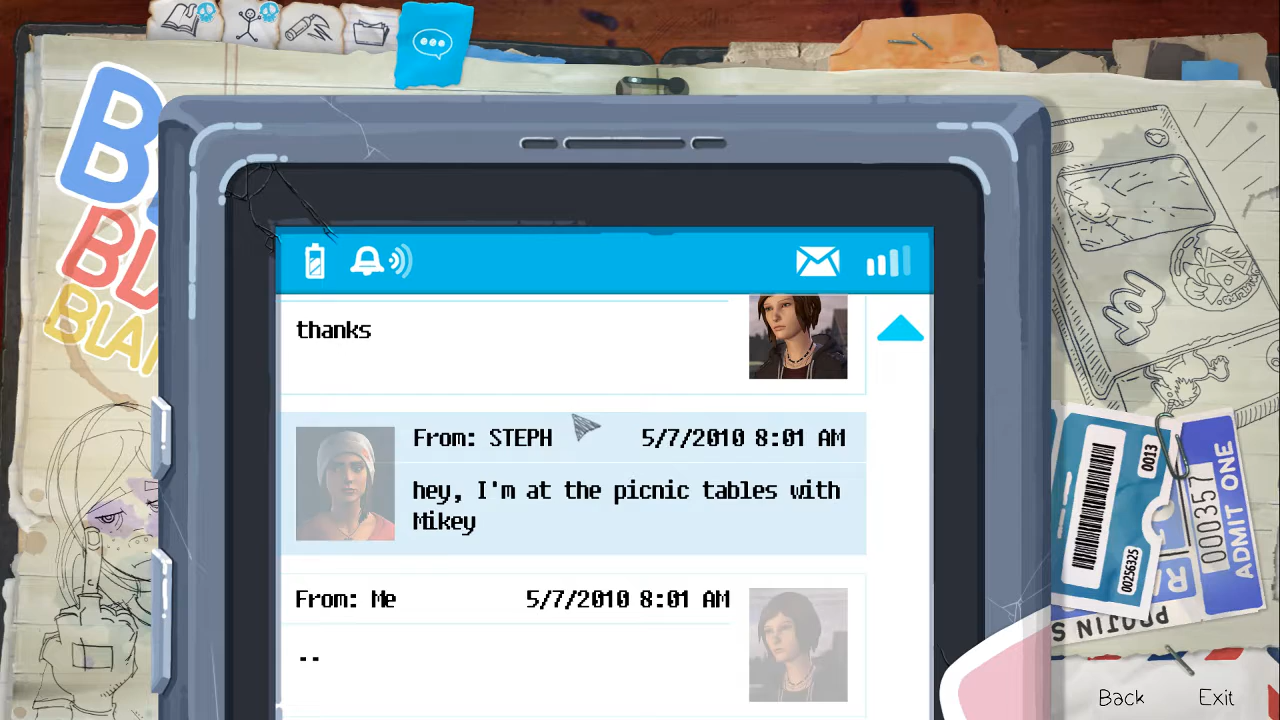 thanks
From: STEPH 5/7/2010 8:01 AM
hey, I'm at the picnic tables with
Mikey
From: Me 5/7/2010 8:01 AM
..
0013
00256325
000357
ADMIT ONE
Back
Exit